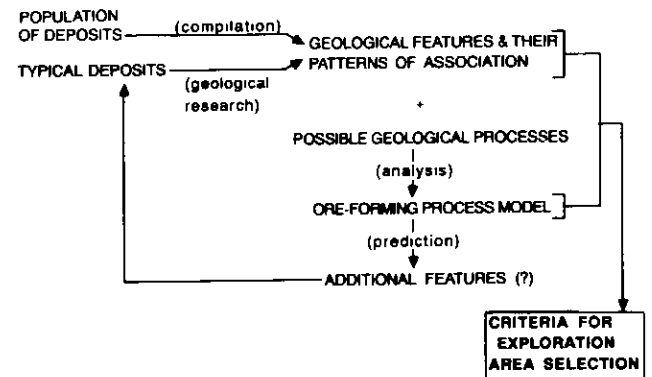 POPULATION
OF DEPOSITS
(compilation)
GEOLOGICAL FEATURES & THEIR
PATTERNS OF ASSOCIATION
TYPICAL DEPOSITS
(geological
research)
+
POSSIBLE GEOLOGICAL PROCESSES
(analysis)
ORE-FORMING PROCESS MODEL
(prediction)
ADDITIONAL FEATURES (?)
CRITERIA FOR
EXPLORATION
AREA SELECTION